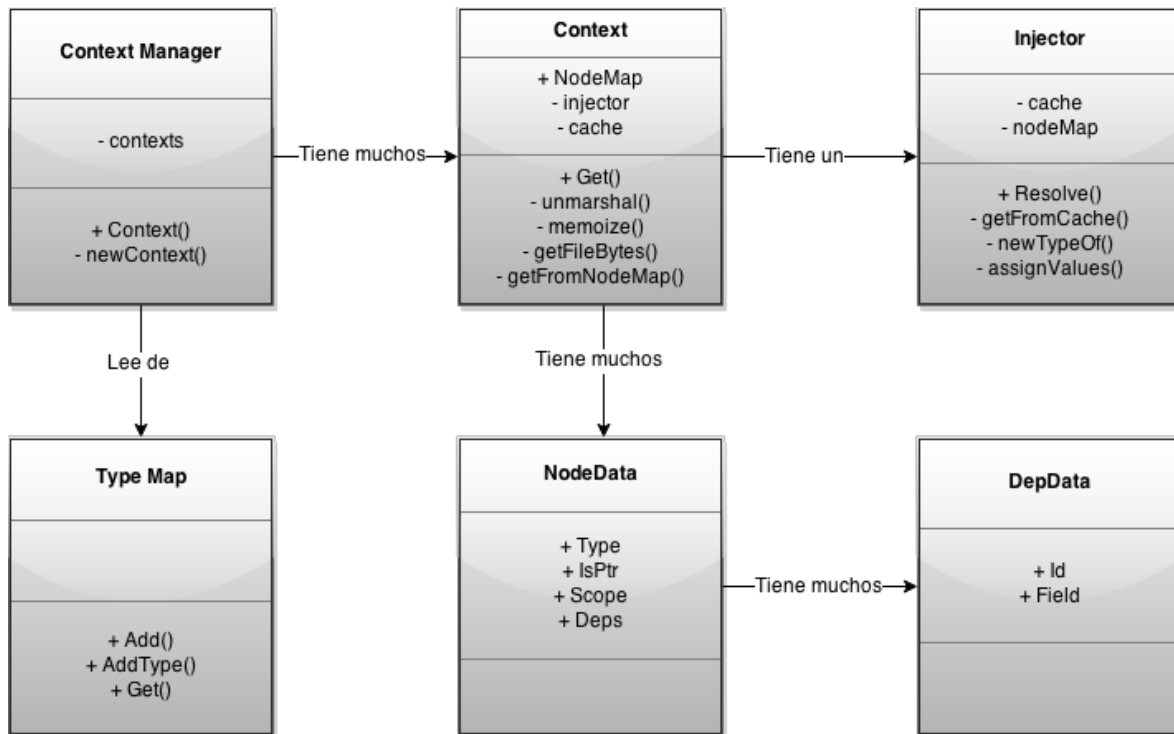 Context Manager
- contexts
+ Context()
- newContext()
Tiene muchos
Context
+ NodeMap
- injector
- cache
+ Get()
- unmarshal()
- memoize()
- getFileBytes()
- getFromNodeMap()
Tiene un
Injector
- cache
- nodeMap
+ Resolve()
- getFromCache()
- newTypeOf()
- assignValues()
Lee de
Tiene muchos
Type Map
+ Add()
+ AddType()
+ Get()
NodeData
+ Type
+ IsPtr
+ Scope
+ Deps
Tiene muchos
DepData
+ Id
+ Field